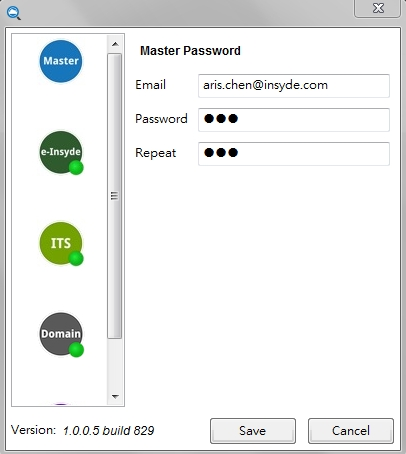 Master
e-Insyde
ITS
Domain
Master Password
Email aris.chen@insyde.com
Password ●●●
Repeat ●●●
Version: 1.0.0.5 build 829
Save Cancel